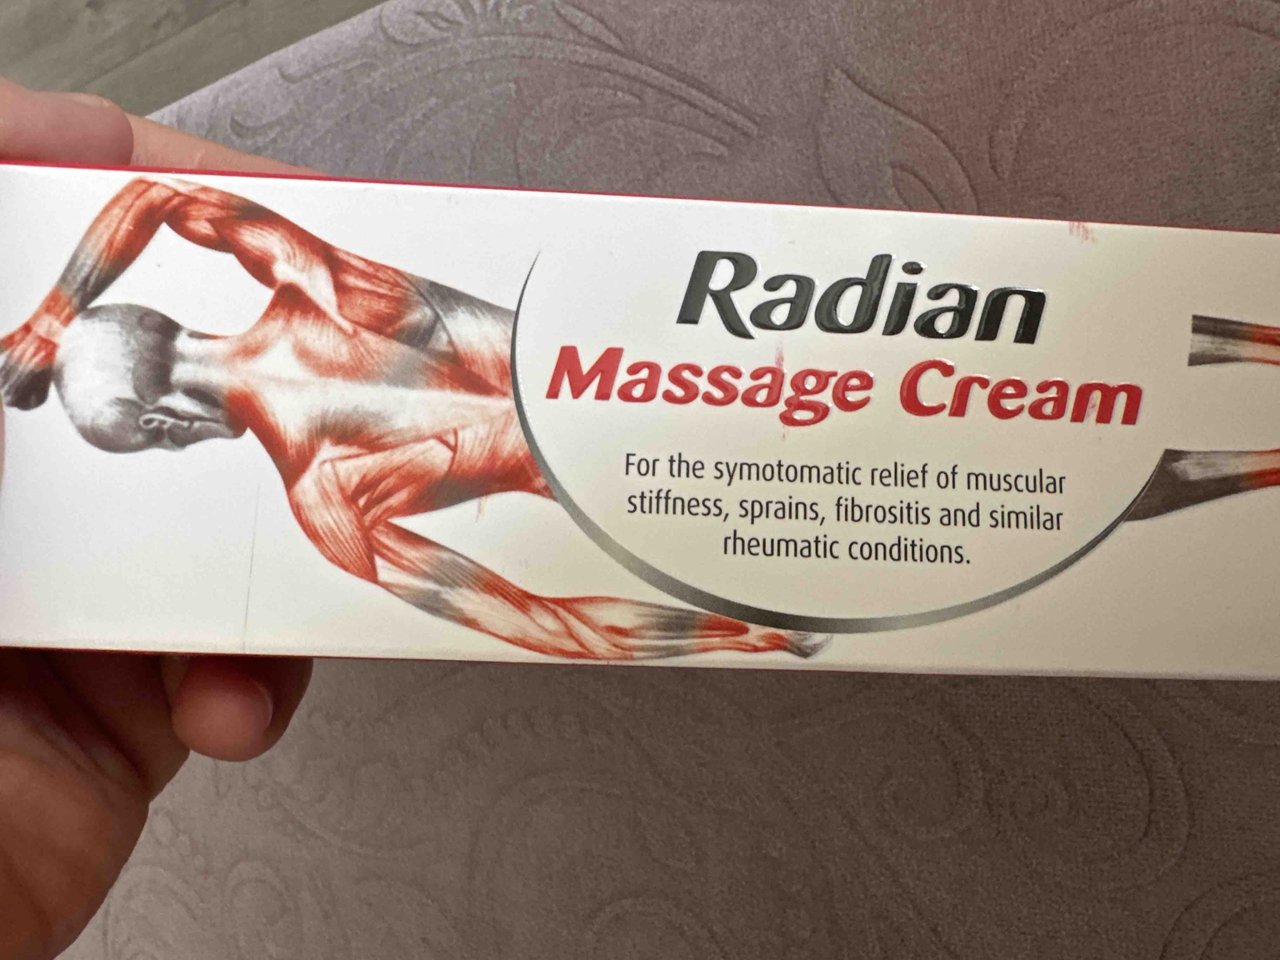 Radian
Massage Cream
For the symotomatic relief of muscular
stiffness, sprains, fibrositis and similar
rheumatic conditions.